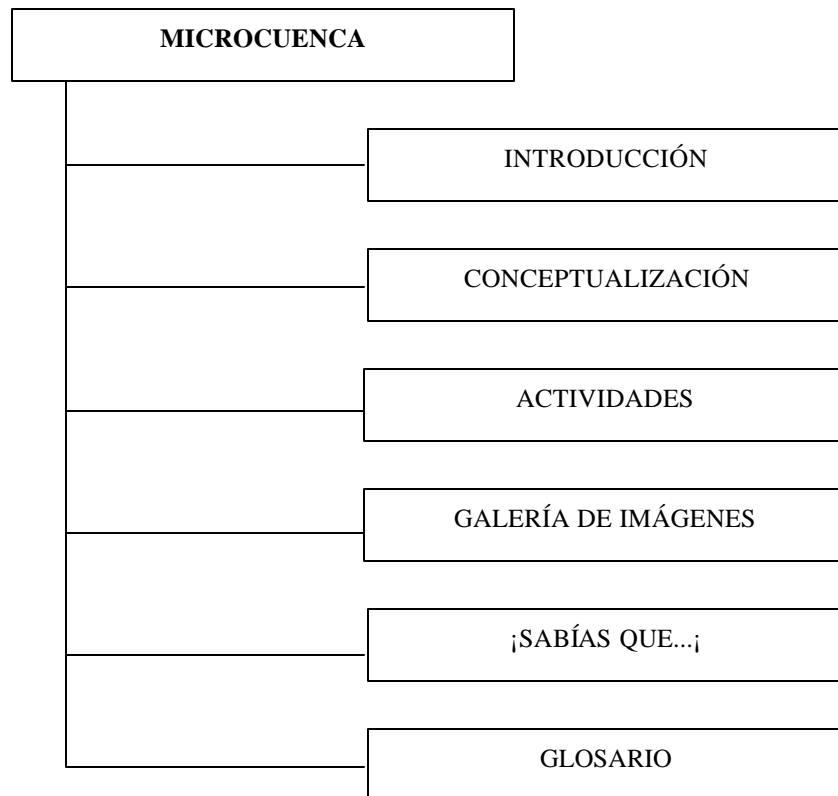 MICROCUENCA
INTRODUCCIÓN
CONCEPTUALIZACIÓN
ACTIVIDADES
GALERÍA DE IMÁGENES
¡SABÍAS QUE...¡
GLOSARIO